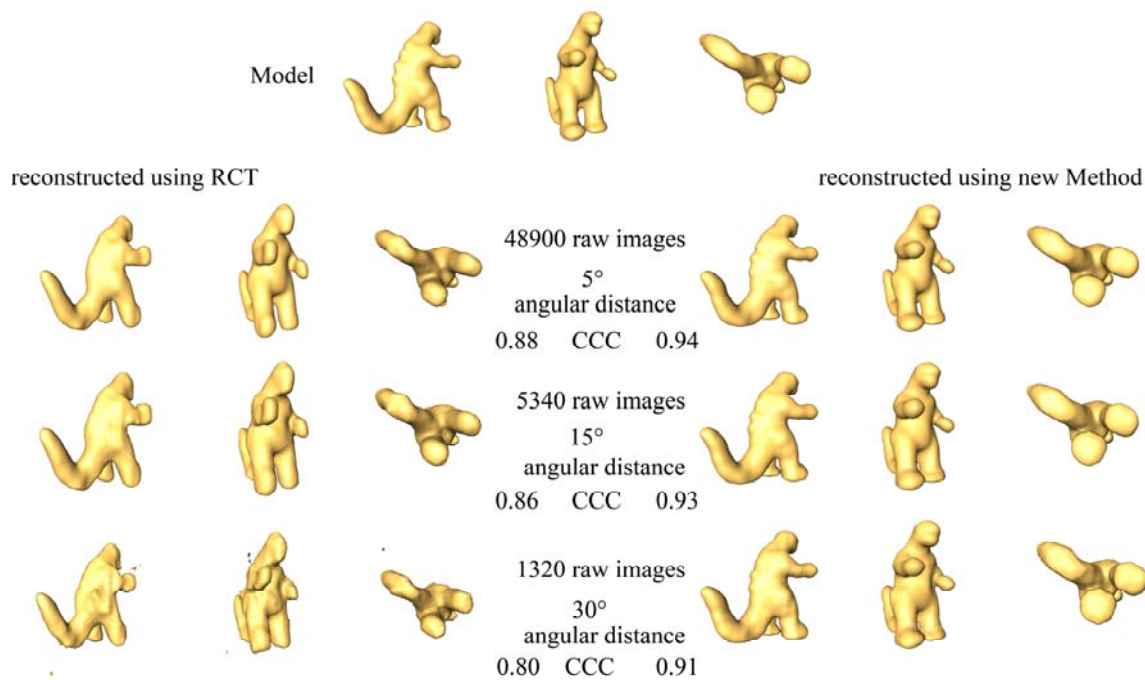 Model
reconstructed using RCT
reconstructed using new Method
48900 raw images
5°
angular distance
0.88 CCC 0.94
5340 raw images
15°
angular distance
0.86 CCC 0.93
1320 raw images
30°
angular distance
0.80 CCC 0.91